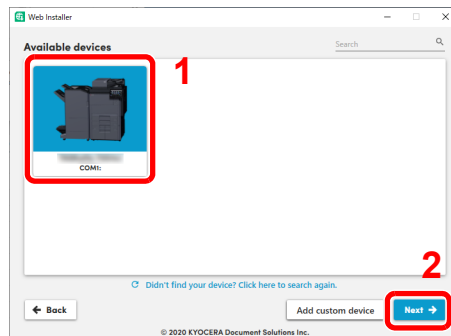 Web Installer
Available devices
Search
1
COM1:
2
Didn't find your device? Click here to search again.
Back
Add custom device
Next
© 2020 KYOCERA Document Solutions Inc.